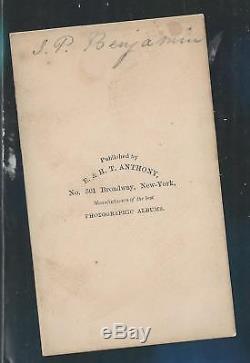 J. P. Benjamin
Published by
E. & H. T. ANTHONY,
No. 501 Broadway, New-York,
Manufacturers of the best
PHOTOGRAPHIC ALBUMS.